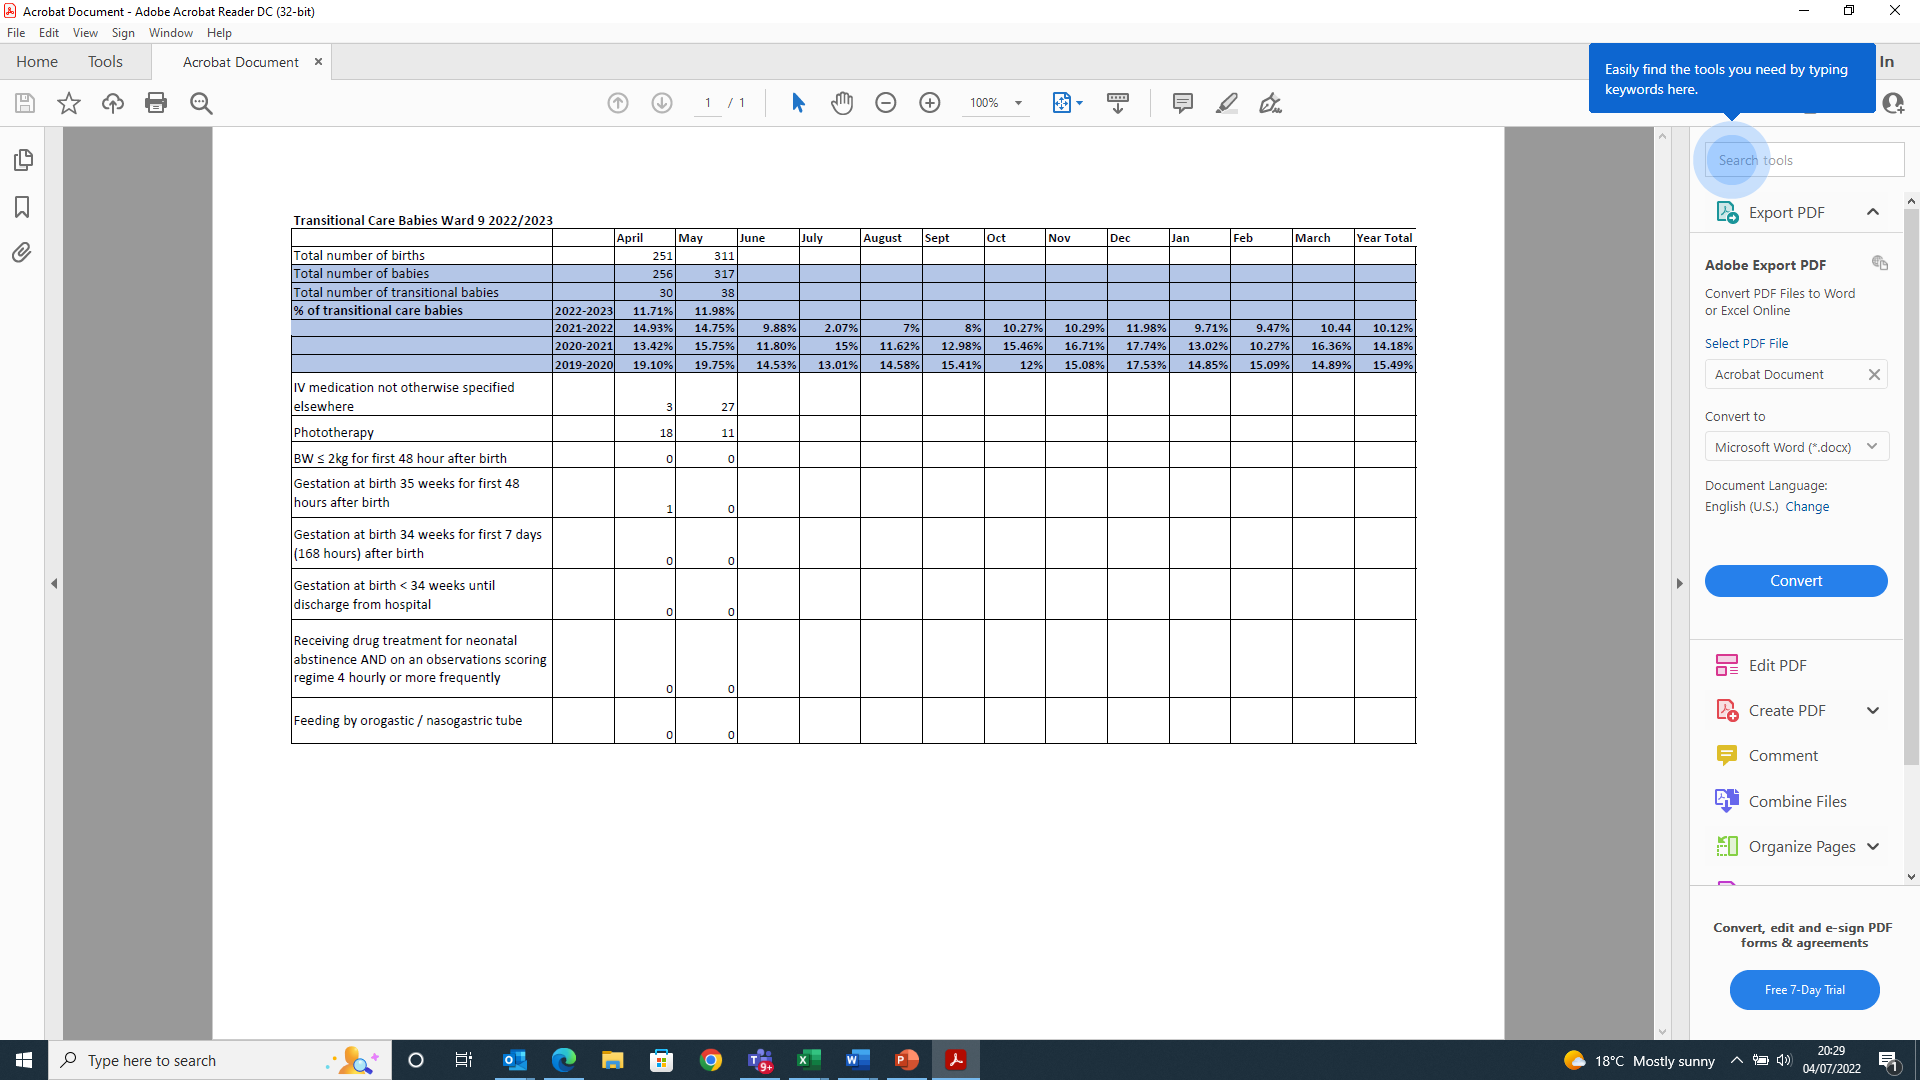 Acrobat Document - Adobe Acrobat Reader DC (32-bit)
File Edit View Sign Window Help
Home Tools Acrobat Document In
Easily find the tools you need by typing
keywords here.
1 / 1 100%
Search tools
Export PDF
Adobe Export PDF
Convert PDF Files to Word
or Excel Online
Select PDF File
Acrobat Document
Convert to
Microsoft Word (*.docx)
Document Language:
English (U.S.) Change
Convert
Edit PDF
Create PDF
Comment
Combine Files
Organize Pages
Convert, edit and e-sign PDF
forms & agreements
Free 7-Day Trial
Transitional Care Babies Ward 9 2022/2023
April May June July August Sept Oct Nov Dec Jan Feb March Year Total
Total number of births 251 311
Total number of babies 256 317
Total number of transitional babies 30 38
% of transitional care babies 2022-2023 11.71% 11.98%
2021-2022 14.93% 14.75% 9.88% 2.07% 7% 8% 10.27% 10.29% 11.98% 9.71% 9.47% 10.44 10.12%
2020-2021 13.42% 15.75% 11.80% 15% 11.62% 12.98% 15.46% 16.71% 17.74% 13.02% 10.27% 16.36% 14.18%
2019-2020 19.10% 19.75% 14.53% 13.01% 14.58% 15.41% 12% 15.08% 17.53% 14.85% 15.09% 14.89% 15.49%
IV medication not otherwise specified
elsewhere 3 27
Phototherapy 18 11
BW ≤ 2kg for first 48 hour after birth 0 0
Gestation at birth 35 weeks for first 48
hours after birth 1 0
Gestation at birth 34 weeks for first 7 days
(168 hours) after birth 0 0
Gestation at birth < 34 weeks until
discharge from hospital 0 0
Receiving drug treatment for neonatal
abstinence AND on an observations scoring
regime 4 hourly or more frequently 0 0
Feeding by orogastic / nasogastric tube 0 0
Type here to search
9+
18°C Mostly sunny
20:29
04/07/2022
1